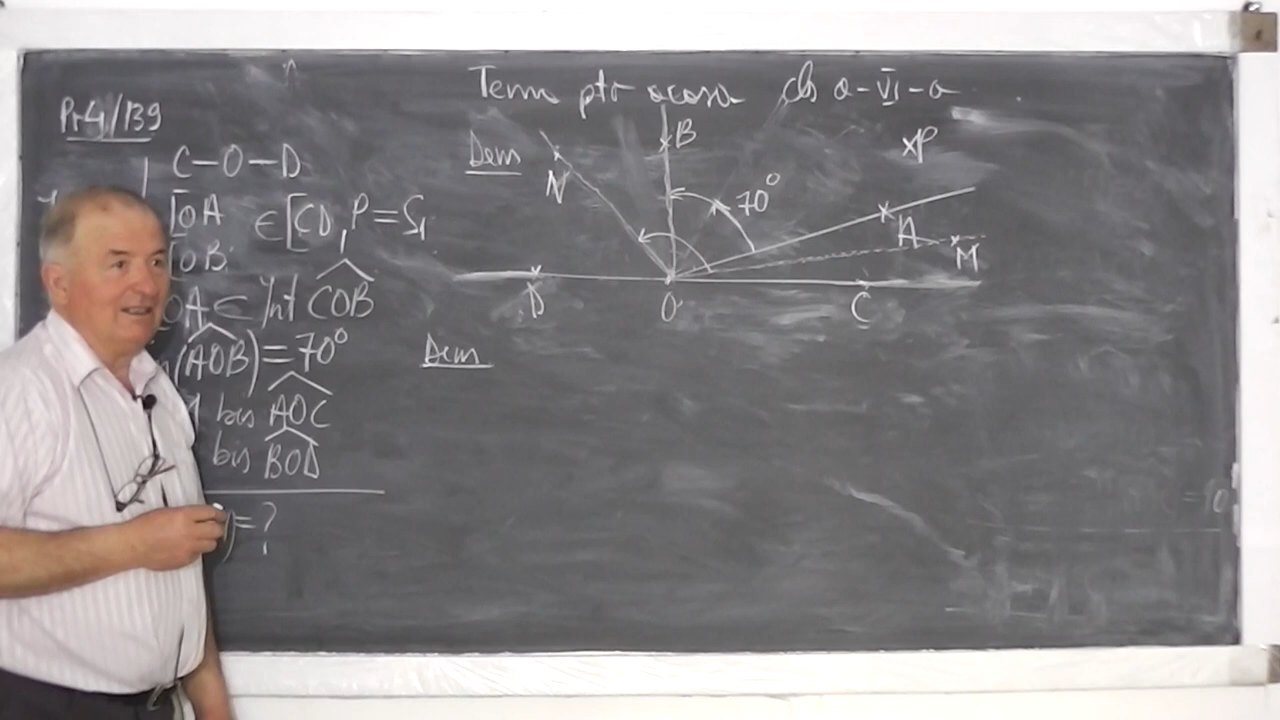 Tema ptr acasa cls a-VI-a
Pr4/139
C-O-D
[OA
[OB
∈[CD, P=S₁
OA⊂Int COB
(AOB)=70°
bis AOC
bis BOD
=?
Dem
N
B
70°
P
A
M
D
O
C
Dem